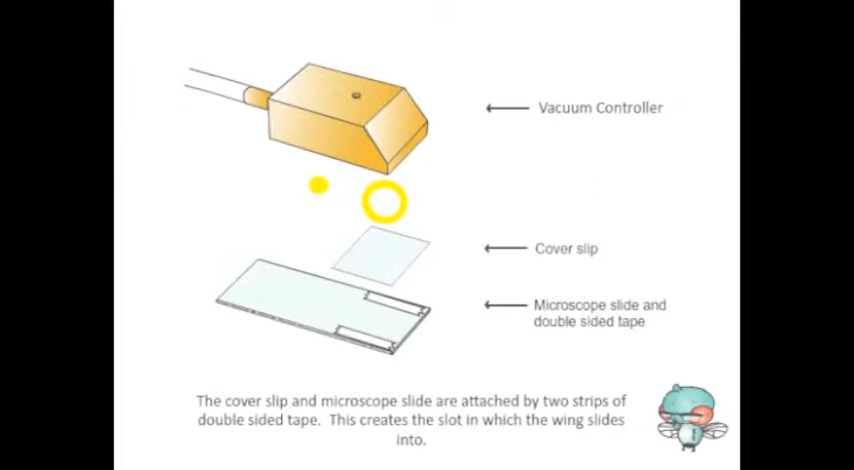 Vacuum Controller
Cover slip
Microscope slide and
double sided tape
The cover slip and microscope slide are attached by two strips of
double sided tape. This creates the slot in which the wing slides
into.